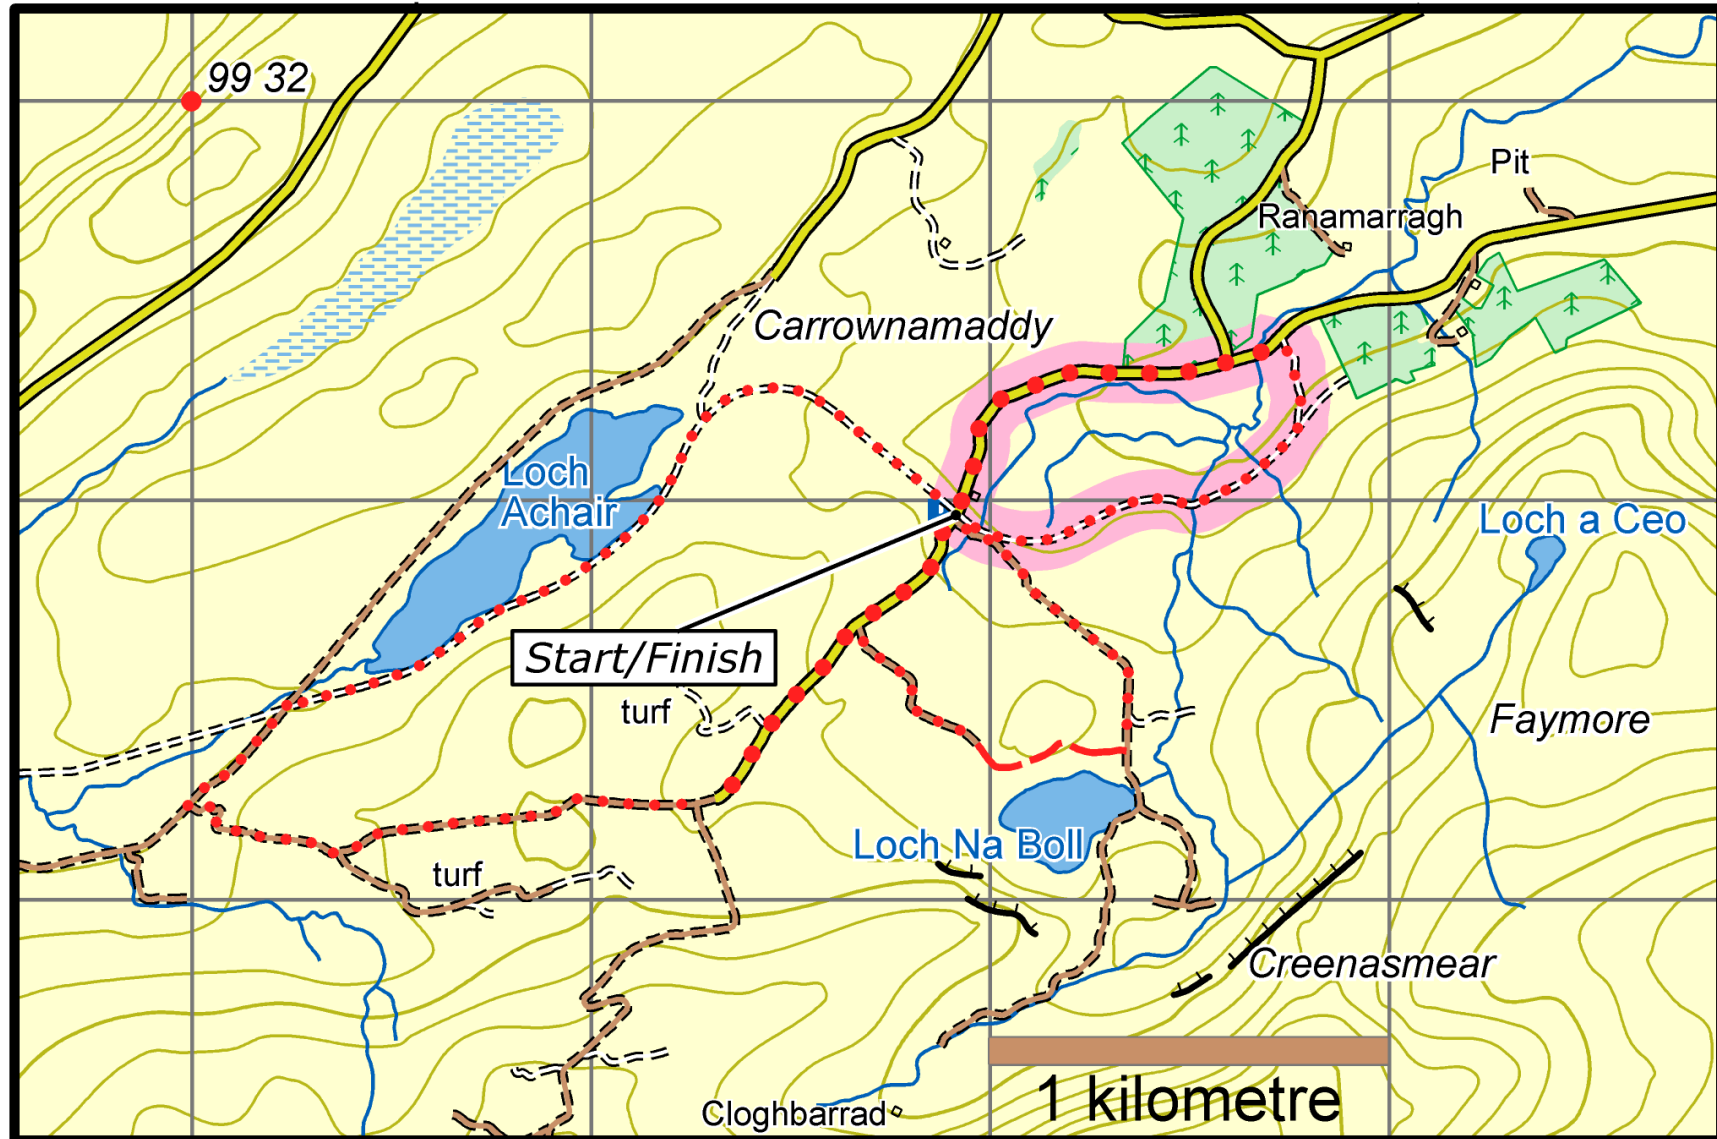 99 32
Pit
Ranamarragh
Carrownamaddy
Loch
Achair
Loch a Ceo
Start/Finish
turf
Faymore
Loch Na Boll
turf
Creenasmear
1 kilometre
Cloghbarrad